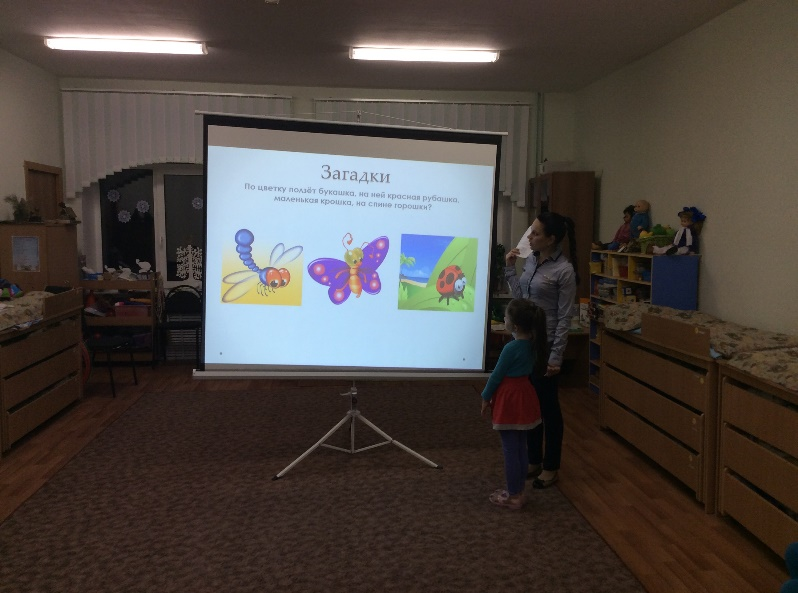 Загадки
По цветку ползёт букашка, на ней красная рубашка,
маленькая крошка, на спине горошки?